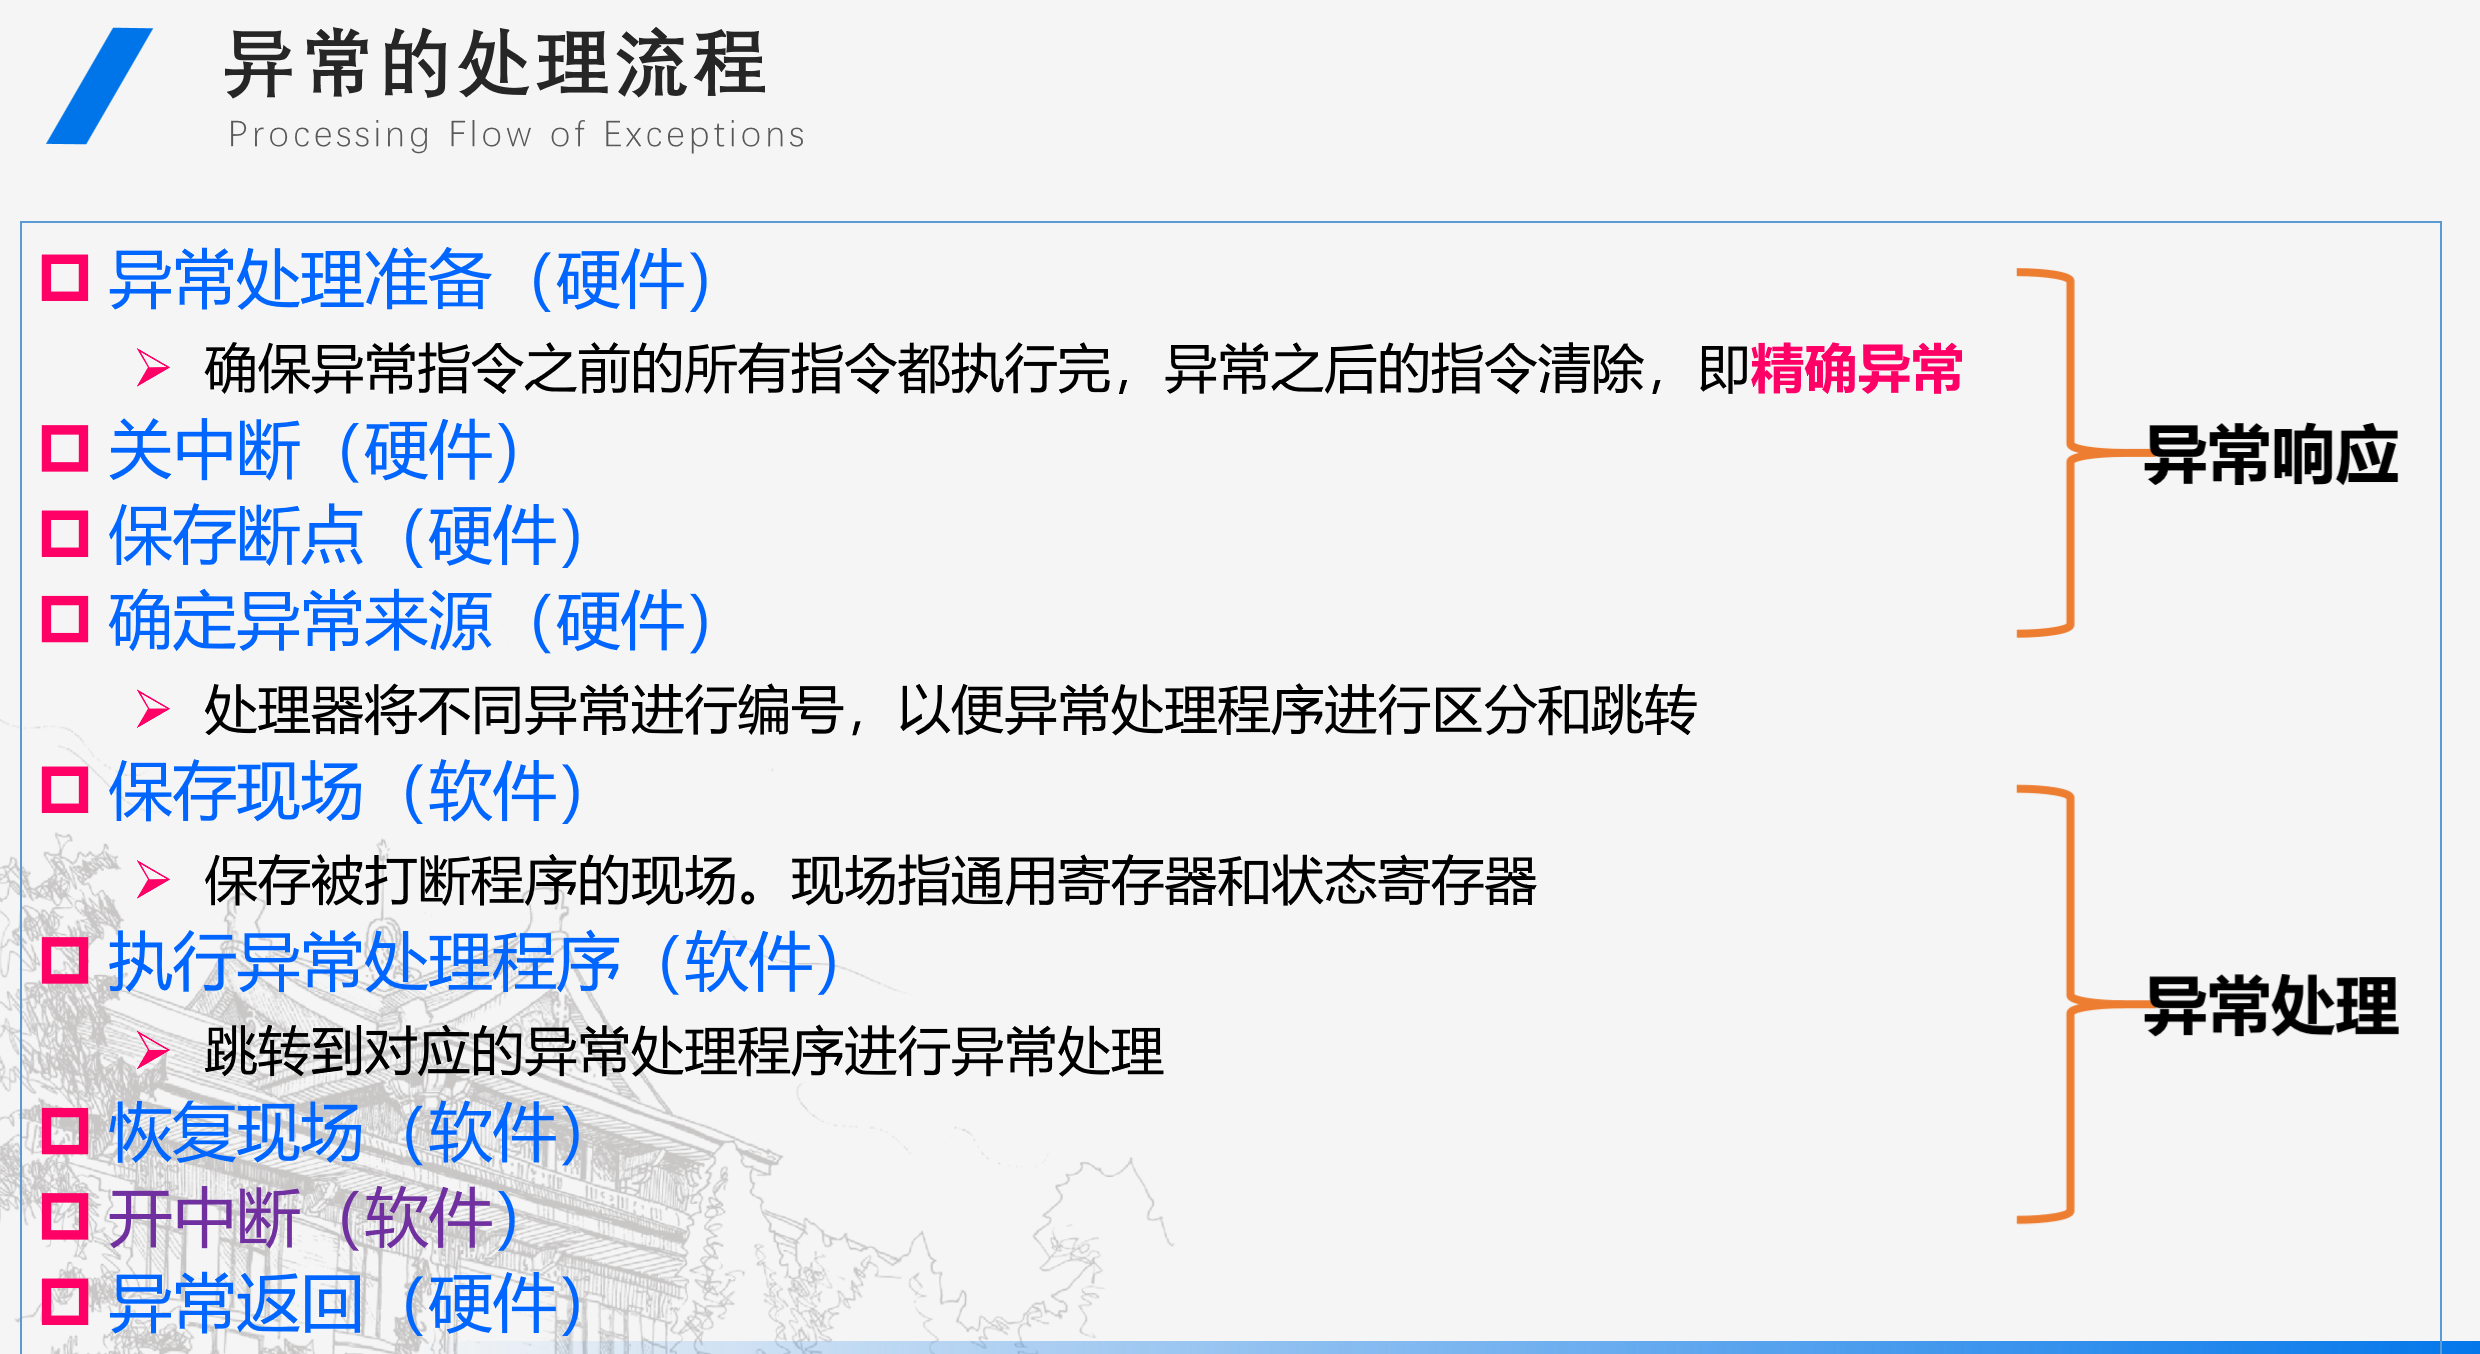 异常的处理流程
Processing Flow of Exceptions
异常处理准备（硬件）
确保异常指令之前的所有指令都执行完，异常之后的指令清除，即精确异常
关中断（硬件）
保存断点（硬件）
确定异常来源（硬件）
处理器将不同异常进行编号，以便异常处理程序进行区分和跳转
异常响应
保存现场（软件）
保存被打断程序的现场。现场指通用寄存器和状态寄存器
执行异常处理程序（软件）
跳转到对应的异常处理程序进行异常处理
恢复现场（软件）
开中断（软件）
异常处理
异常返回（硬件）